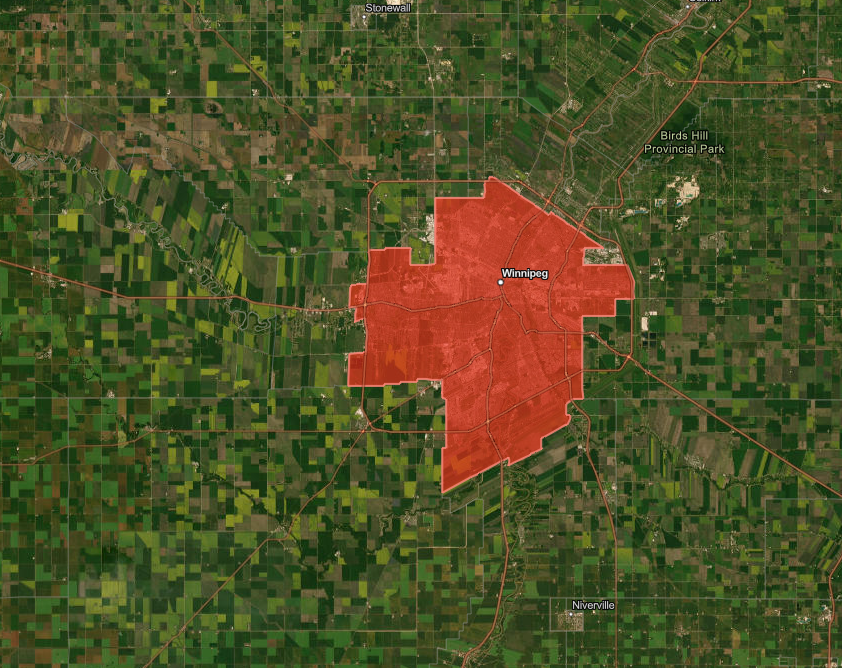 Stonewall
Birds Hill
Provincial Park
Winnipeg
Niverville